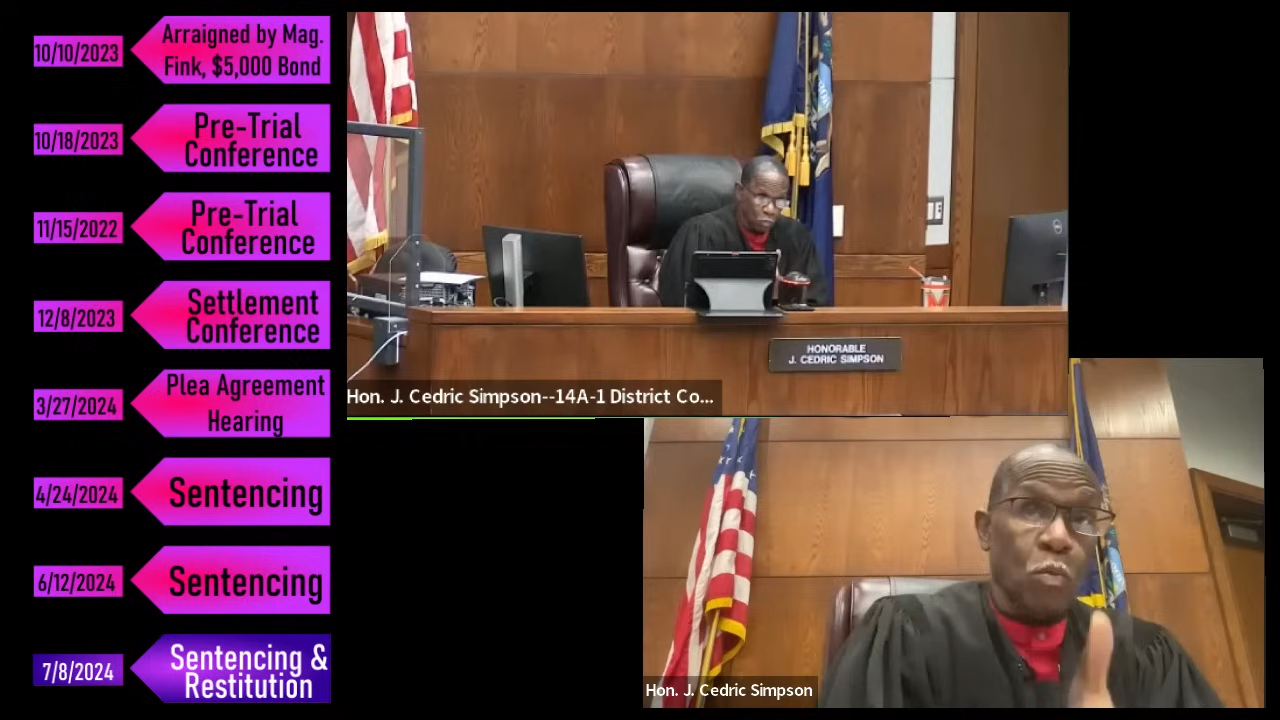 10/10/2023
Arraigned by Mag.
Fink, $5,000 Bond
10/18/2023
Pre-Trial
Conference
11/15/2022
Pre-Trial
Conference
12/8/2023
Settlement
Conference
3/27/2024
Plea Agreement
Hearing
4/24/2024
Sentencing
6/12/2024
Sentencing
7/8/2024
Sentencing &
Restitution
HONORABLE
J. CEDRIC SIMPSON
Hon. J. Cedric Simpson--14A-1 District Co...
Hon. J. Cedric Simpson